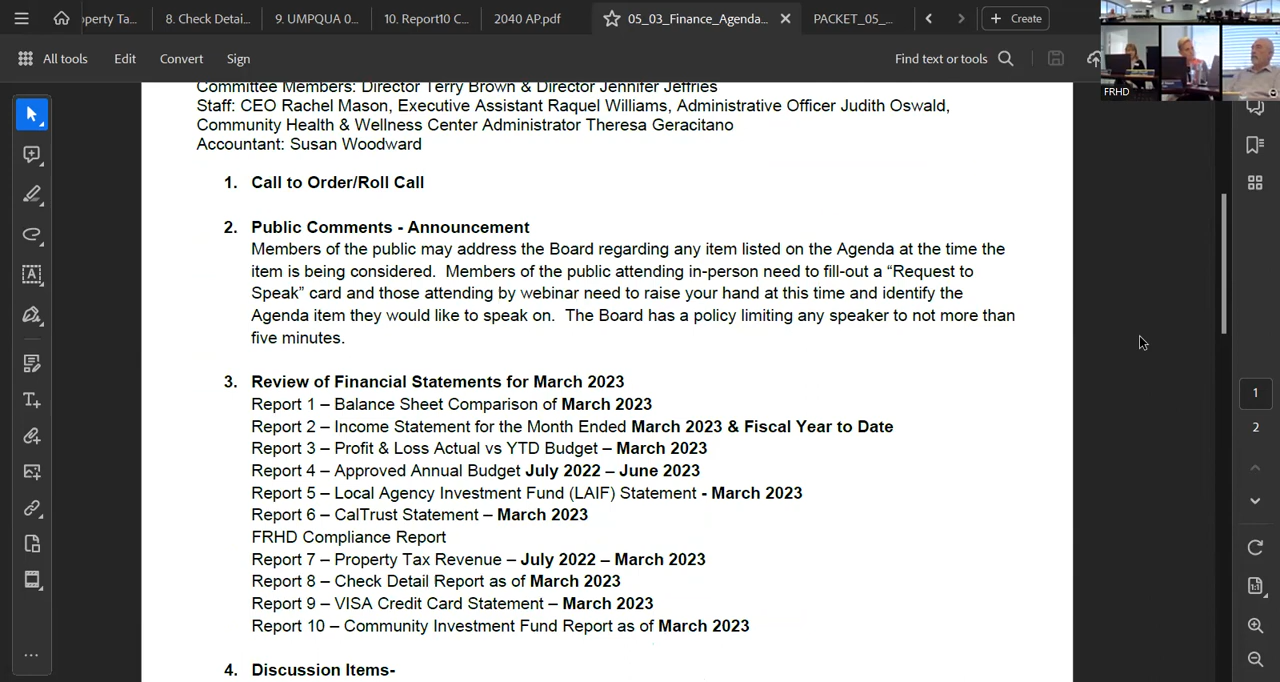 perty Ta...
8. Check Detai...
9. UMPQUA 0...
10. Report10 C...
2040 AP.pdf
05_03_Finance_Agenda...
PACKET_05_...
Create
All tools
Edit
Convert
Sign
Find text or tools
FRHD
Committee Members: Director Terry Brown & Director Jennifer Jeffries
Staff: CEO Rachel Mason, Executive Assistant Raquel Williams, Administrative Officer Judith Oswald,
Community Health & Wellness Center Administrator Theresa Geracitano
Accountant: Susan Woodward
1. Call to Order/Roll Call
2. Public Comments - Announcement
Members of the public may address the Board regarding any item listed on the Agenda at the time the
item is being considered. Members of the public attending in-person need to fill-out a “Request to
Speak” card and those attending by webinar need to raise your hand at this time and identify the
Agenda item they would like to speak on. The Board has a policy limiting any speaker to not more than
five minutes.
3. Review of Financial Statements for March 2023
Report 1 – Balance Sheet Comparison of March 2023
Report 2 – Income Statement for the Month Ended March 2023 & Fiscal Year to Date
Report 3 – Profit & Loss Actual vs YTD Budget – March 2023
Report 4 – Approved Annual Budget July 2022 – June 2023
Report 5 – Local Agency Investment Fund (LAIF) Statement - March 2023
Report 6 – CalTrust Statement – March 2023
FRHD Compliance Report
Report 7 – Property Tax Revenue – July 2022 – March 2023
Report 8 – Check Detail Report as of March 2023
Report 9 – VISA Credit Card Statement – March 2023
Report 10 – Community Investment Fund Report as of March 2023
4. Discussion Items-
1
2